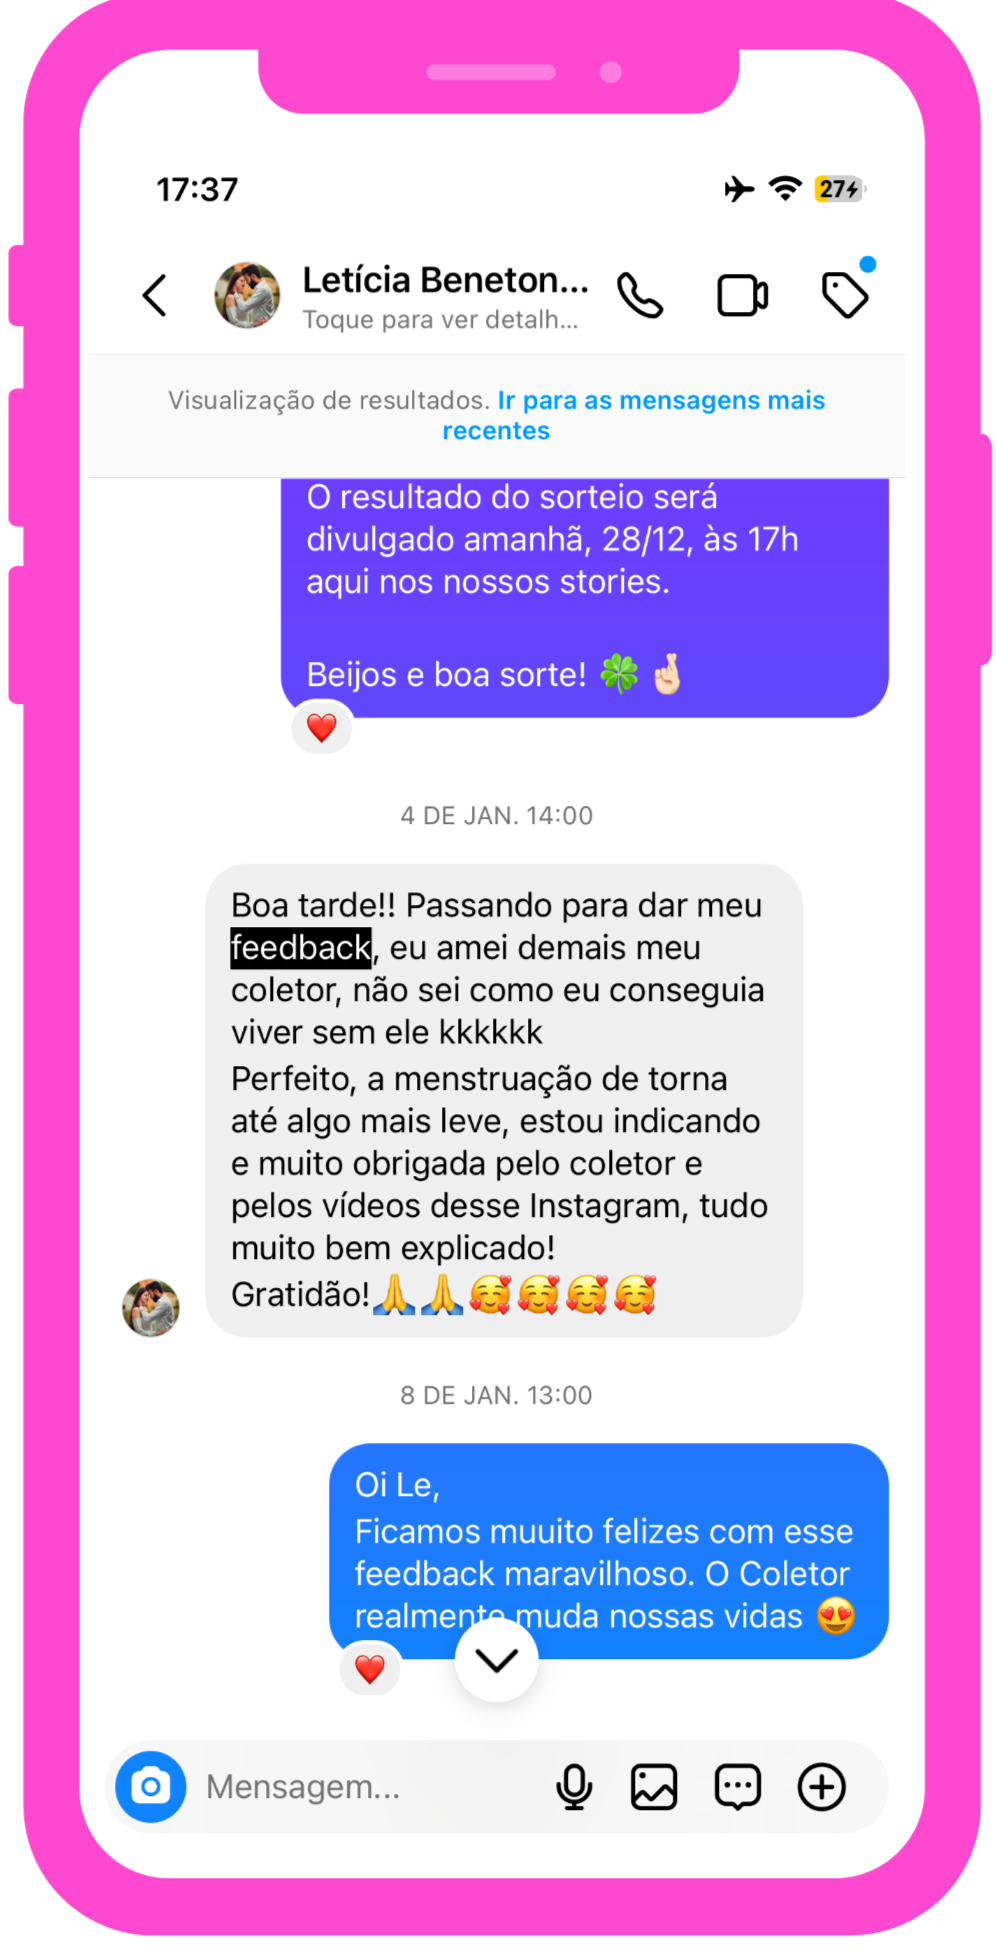 17:37
27
Letícia Beneton...
Toque para ver detalh...
Visualização de resultados. Ir para as mensagens mais
recentes
O resultado do sorteio será
divulgado amanhã, 28/12, às 17h
aqui nos nossos stories.
Beijos e boa sorte! 🍀🤞🏻
❤️
4 DE JAN. 14:00
Boa tarde!! Passando para dar meu
feedback, eu amei demais meu
coletor, não sei como eu conseguia
viver sem ele kkkkkk
Perfeito, a menstruação de torna
até algo mais leve, estou indicando
e muito obrigada pelo coletor e
pelos vídeos desse Instagram, tudo
muito bem explicado!
Gratidão!🙏🙏🥰🥰🥰🥰
8 DE JAN. 13:00
Oi Le,
Ficamos muuito felizes com esse
feedback maravilhoso. O Coletor
realmente muda nossas vidas 😍
❤️
Mensagem...